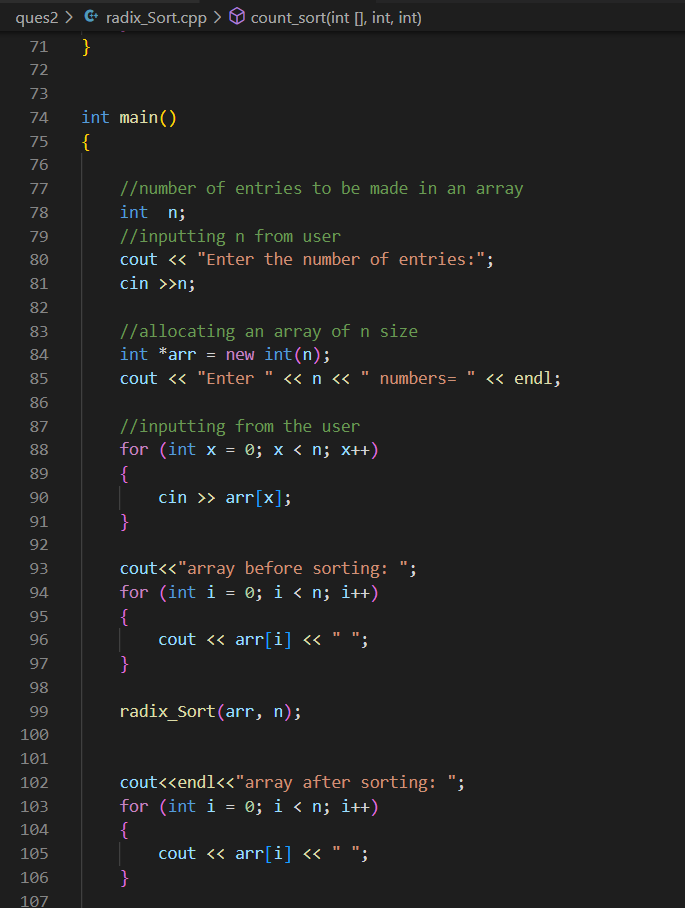 ques2 > radix_Sort.cpp > count_sort(int [], int, int)
71 }
72
73
74 int main()
75 {
76
77 //number of entries to be made in an array
78 int  n;
79 //inputting n from user
80 cout << "Enter the number of entries:";
81 cin >>n;
82
83 //allocating an array of n size
84 int *arr = new int(n);
85 cout << "Enter " << n << " numbers= " << endl;
86
87 //inputting from the user
88 for (int x = 0; x < n; x++)
89 {
90 cin >> arr[x];
91 }
92
93 cout<<"array before sorting: ";
94 for (int i = 0; i < n; i++)
95 {
96 cout << arr[i] << " ";
97 }
98
99 radix_Sort(arr, n);
100
101
102 cout<<endl<<"array after sorting: ";
103 for (int i = 0; i < n; i++)
104 {
105 cout << arr[i] << " ";
106 }
107